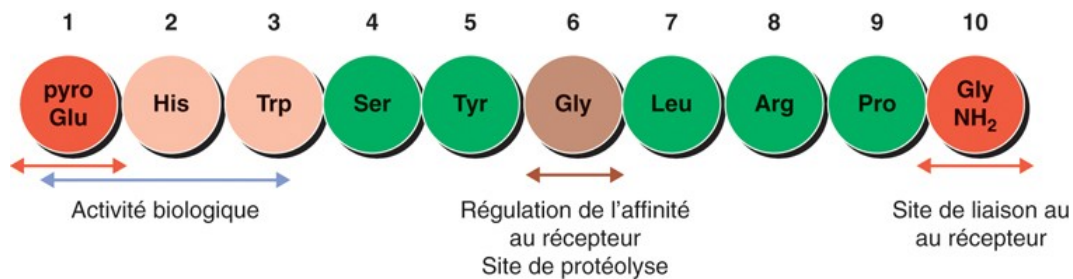 1 2 3 4 5 6 7 8 9 10
pyro Glu His Trp Ser Tyr Gly Leu Arg Pro Gly NH₂
Activité biologique
Régulation de l'affinité
au récepteur
Site de protéolyse
Site de liaison au
au récepteur